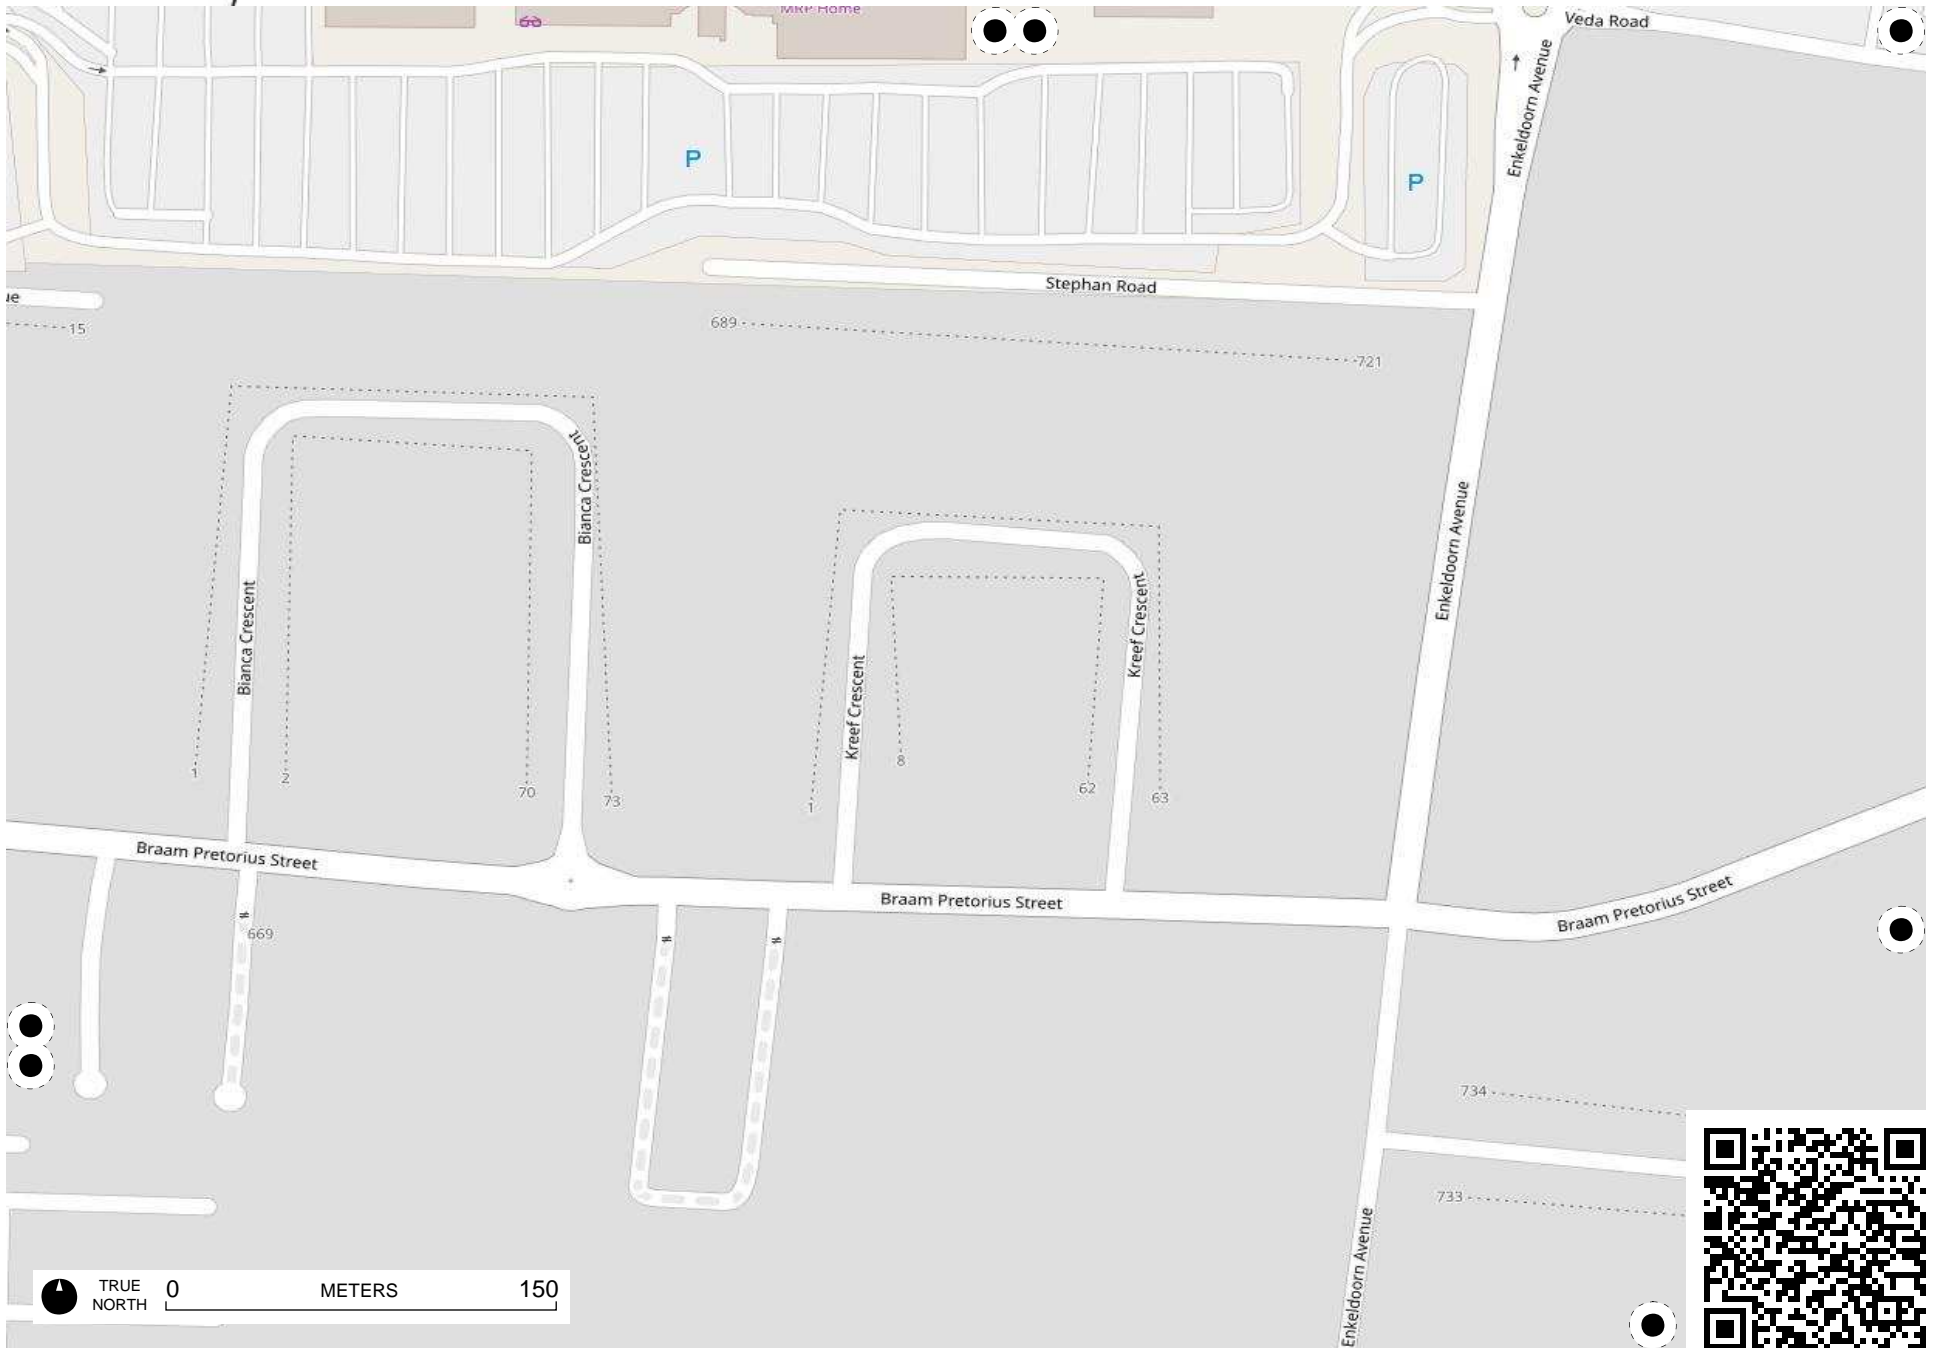 MRP Home
Veda Road
Enkeldoorn Avenue
P
P
Stephan Road
ue
15
689
721
Bianca Crescent
Enkeldoorn Avenue
Kreef Crescent
Bianca Crescent
Kreef Crescent
1
2
70
73
1
8
62
63
Braam Pretorius Street
Braam Pretorius Street
Braam Pretorius Street
669
734
733
Enkeldoorn Avenue
TRUE NORTH
0 METERS 150